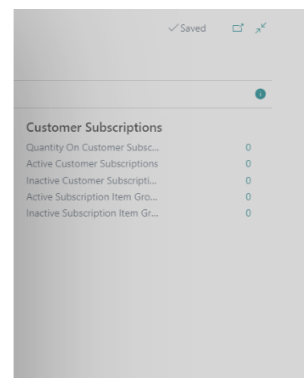 Saved
Customer Subscriptions
Quantity On Customer Subsc... 0
Active Customer Subscriptions 0
Inactive Customer Subscripti... 0
Active Subscription Item Gro... 0
Inactive Subscription Item Gr... 0